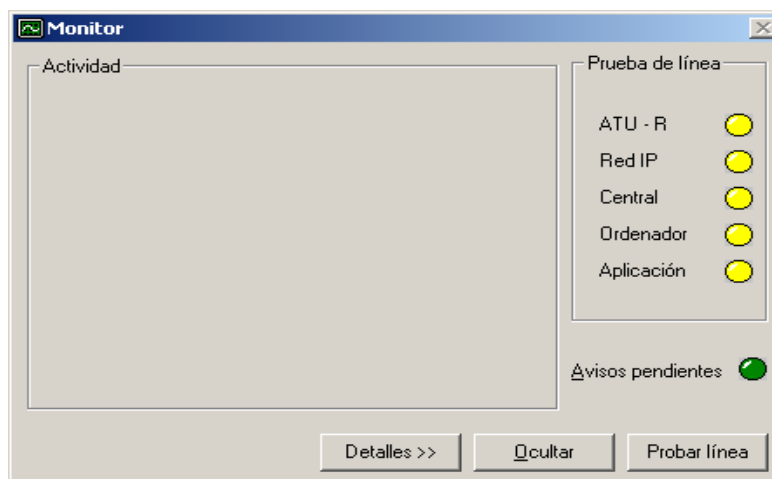 Monitor
Actividad
Prueba de línea
ATU - R
Red IP
Central
Ordenador
Aplicación
Avisos pendientes
Detalles >>
Ocultar
Probar línea